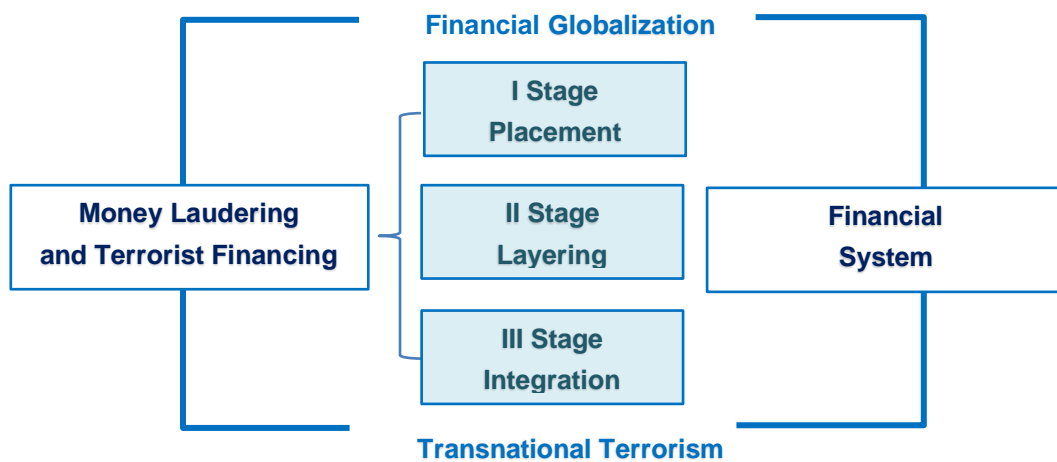 Financial Globalization
I Stage
Placement
Money Laudering
and Terrorist Financing
II Stage
Layering
Financial
System
III Stage
Integration
Transnational Terrorism